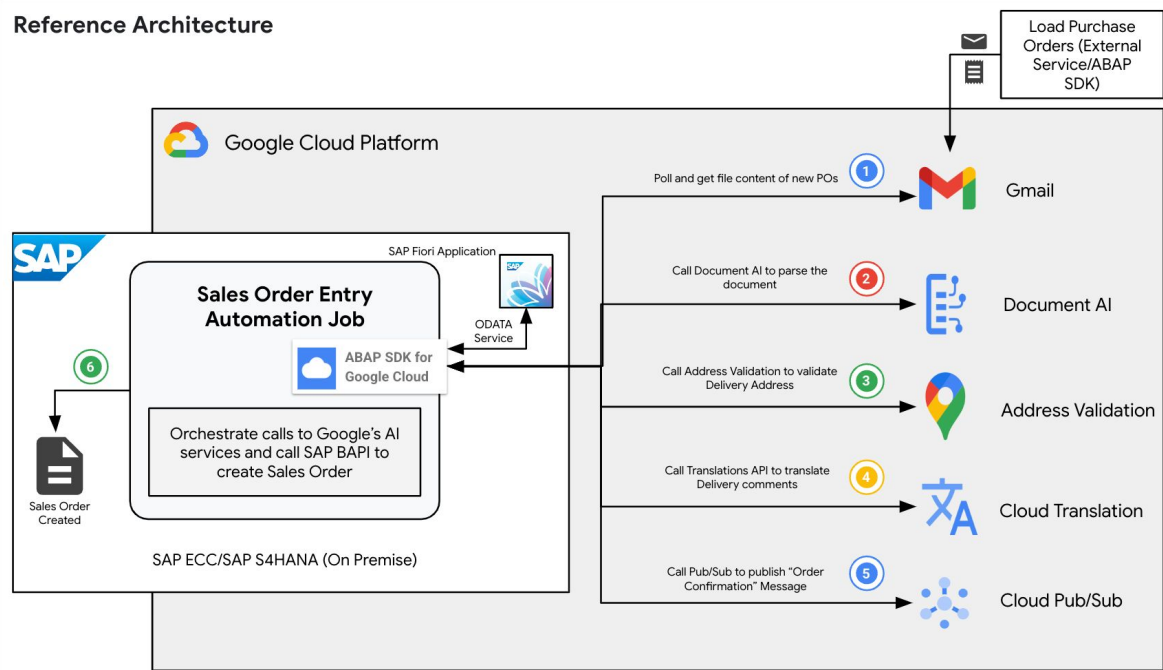 Reference Architecture
Load Purchase
Orders (External
Service/ABAP
SDK)
Google Cloud Platform
Poll and get file content of new POs
1
Gmail
SAP
SAP Fiori Application
SAP
Sales Order Entry
Automation Job
ODATA
Service
ABAP SDK for
Google Cloud
Orchestrate calls to Google's AI
services and call SAP BAPI to
create Sales Order
6
Sales Order
Created
SAP ECC/SAP S4HANA (On Premise)
Call Document AI to parse the
document
2
Document AI
Call Address Validation to validate
Delivery Address
3
Address Validation
Call Translations API to translate
Delivery comments
4
Cloud Translation
Call Pub/Sub to publish “Order
Confirmation” Message
5
Cloud Pub/Sub